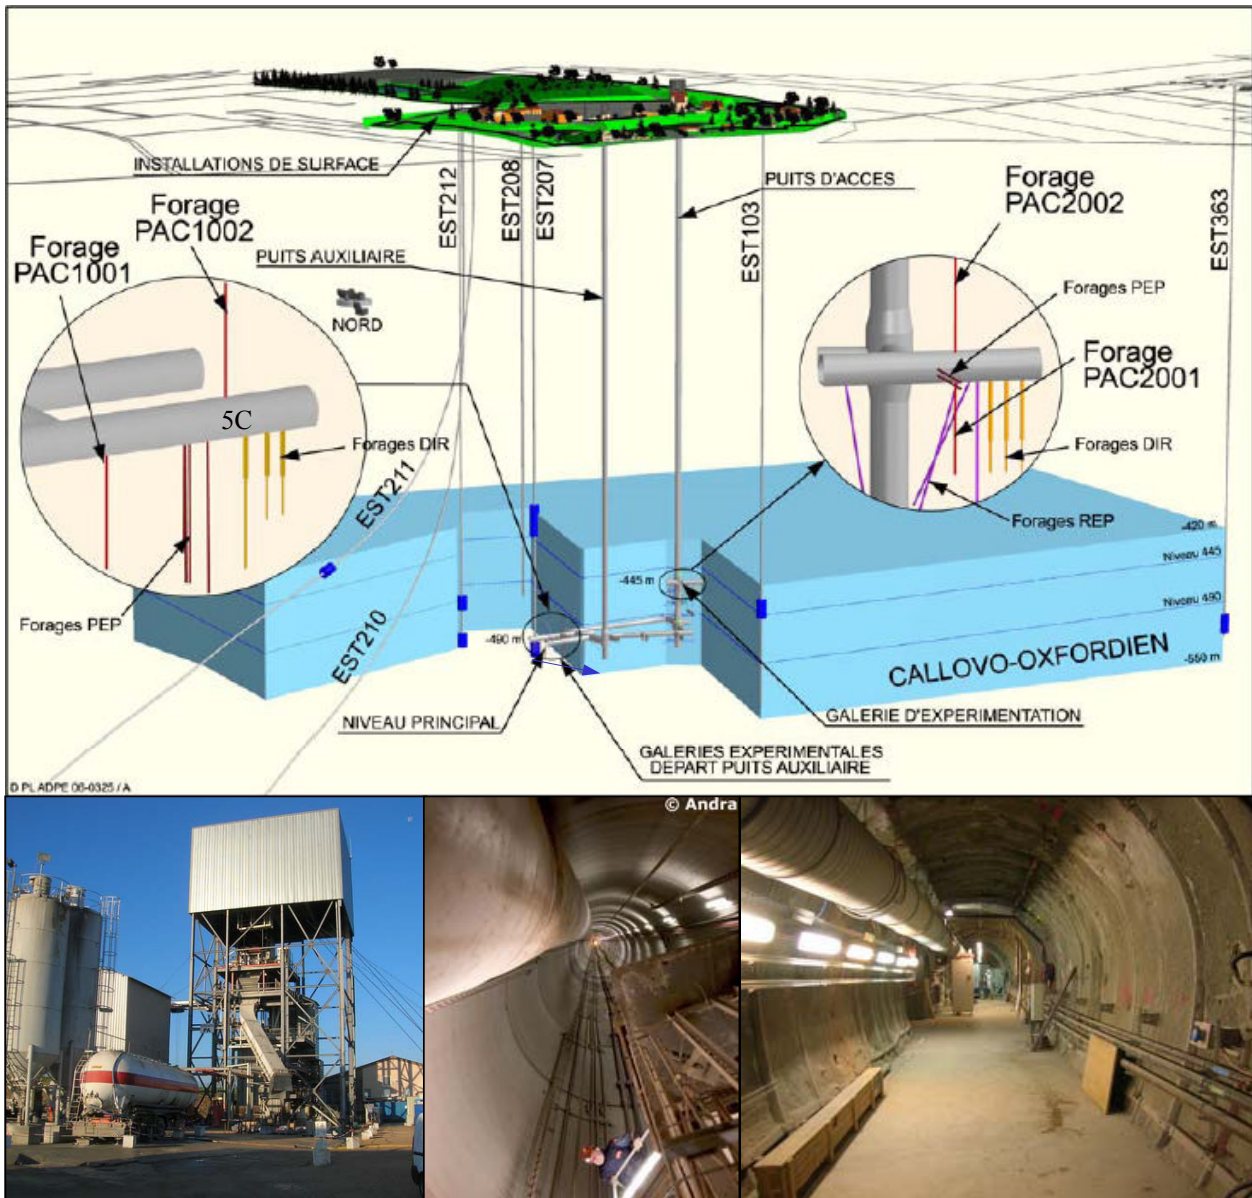 INSTALLATIONS DE SURFACE
EST212
EST208
EST207
PUITS D'ACCES
EST103
EST363
Forage
PAC1002
Forage
PAC1001
PUITS AUXILIAIRE
NORD
5C
Forages DIR
Forages PEP
EST211
EST210
Forage
PAC2002
Forages PEP
Forage
PAC2001
Forages DIR
Forages REP
-420 m
Niveau 445
-445 m
Niveau 490
-490 m
CALLOVO-OXFORDIEN
-550 m
NIVEAU PRINCIPAL
GALERIE D'EXPERIMENTATION
GALERIES EXPERIMENTALES
DEPART PUITS AUXILIAIRE
D PL ADPE 06-0325 / A
© Andra